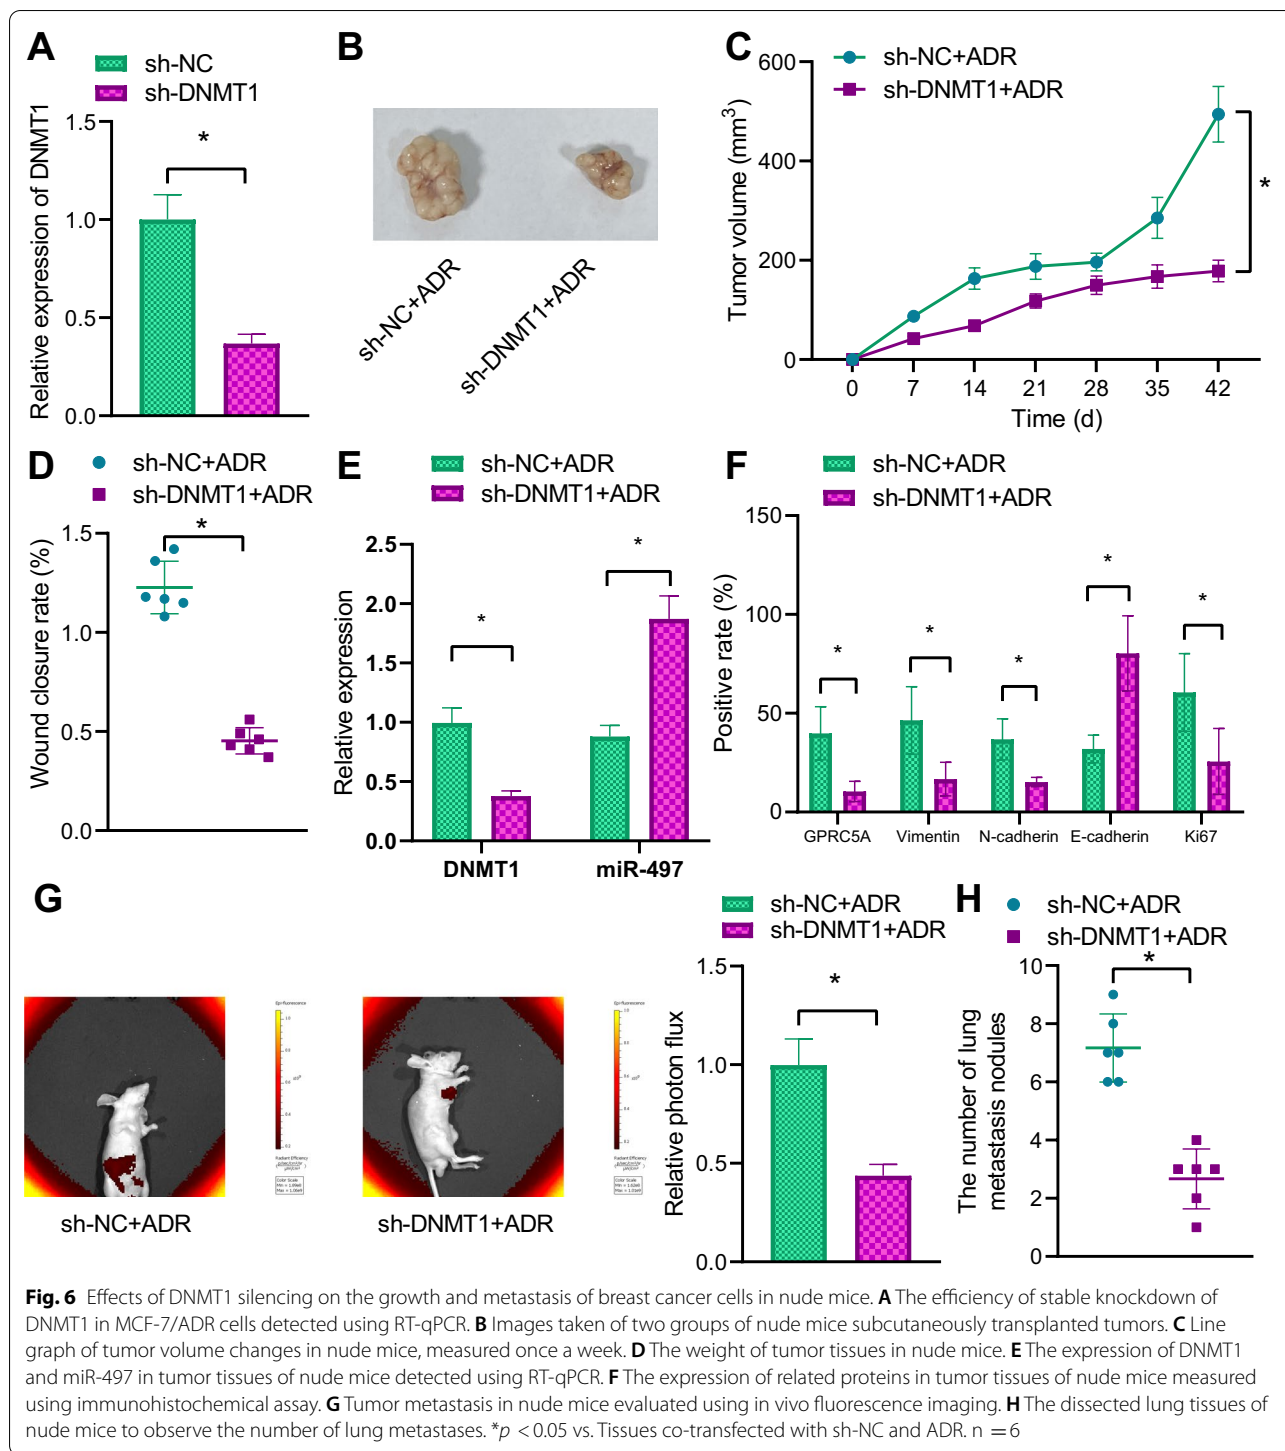 A
sh-NC
sh-DNMT1
Relative expression of DNMT1
1.5
1.0
0.5
0.0
*
B
sh-NC+ADR
sh-DNMT1+ADR
C
sh-NC+ADR
sh-DNMT1+ADR
Tumor volume (mm³)
600
400
200
0
*
0 7 14 21 28 35 42
Time (d)
D
sh-NC+ADR
sh-DNMT1+ADR
Wound closure rate (%)
1.5
1.0
0.5
0.0
*
E
sh-NC+ADR
sh-DNMT1+ADR
Relative expression
2.5
2.0
1.5
1.0
0.5
0.0
*
*
DNMT1 miR-497
F
sh-NC+ADR
sh-DNMT1+ADR
Positive rate (%)
150
100
50
0
*
*
*
*
*
GPRC5A Vimentin N-cadherin E-cadherin Ki67
G
Epi-fluorescence
Radiant Efficiency
Color Scale
sh-NC+ADR
Epi-fluorescence
Radiant Efficiency
Color Scale
sh-DNMT1+ADR
sh-NC+ADR
sh-DNMT1+ADR
Relative photon flux
1.5
1.0
0.5
0.0
*
H
sh-NC+ADR
sh-DNMT1+ADR
The number of lung
metastasis nodules
10
8
6
4
2
0
*
Fig. 6 Effects of DNMT1 silencing on the growth and metastasis of breast cancer cells in nude mice. A The efficiency of stable knockdown of
DNMT1 in MCF-7/ADR cells detected using RT-qPCR. B Images taken of two groups of nude mice subcutaneously transplanted tumors. C Line
graph of tumor volume changes in nude mice, measured once a week. D The weight of tumor tissues in nude mice. E The expression of DNMT1
and miR-497 in tumor tissues of nude mice detected using RT-qPCR. F The expression of related proteins in tumor tissues of nude mice measured
using immunohistochemical assay. G Tumor metastasis in nude mice evaluated using in vivo fluorescence imaging. H The dissected lung tissues of
nude mice to observe the number of lung metastases. *p < 0.05 vs. Tissues co-transfected with sh-NC and ADR. n = 6